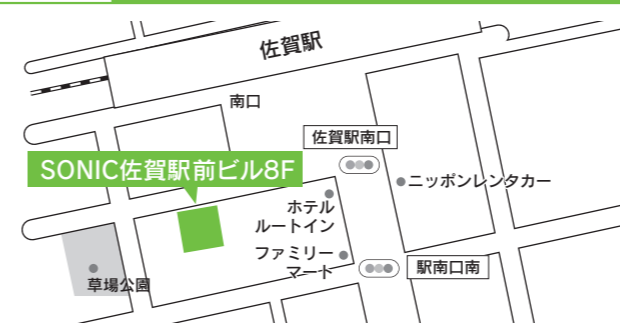 佐賀駅
南口
佐賀駅南口
SONIC佐賀駅前ビル8F
ニッポンレンタカー
ホテル
ルートイン
ファミリー
マート
駅南口南
草場公園